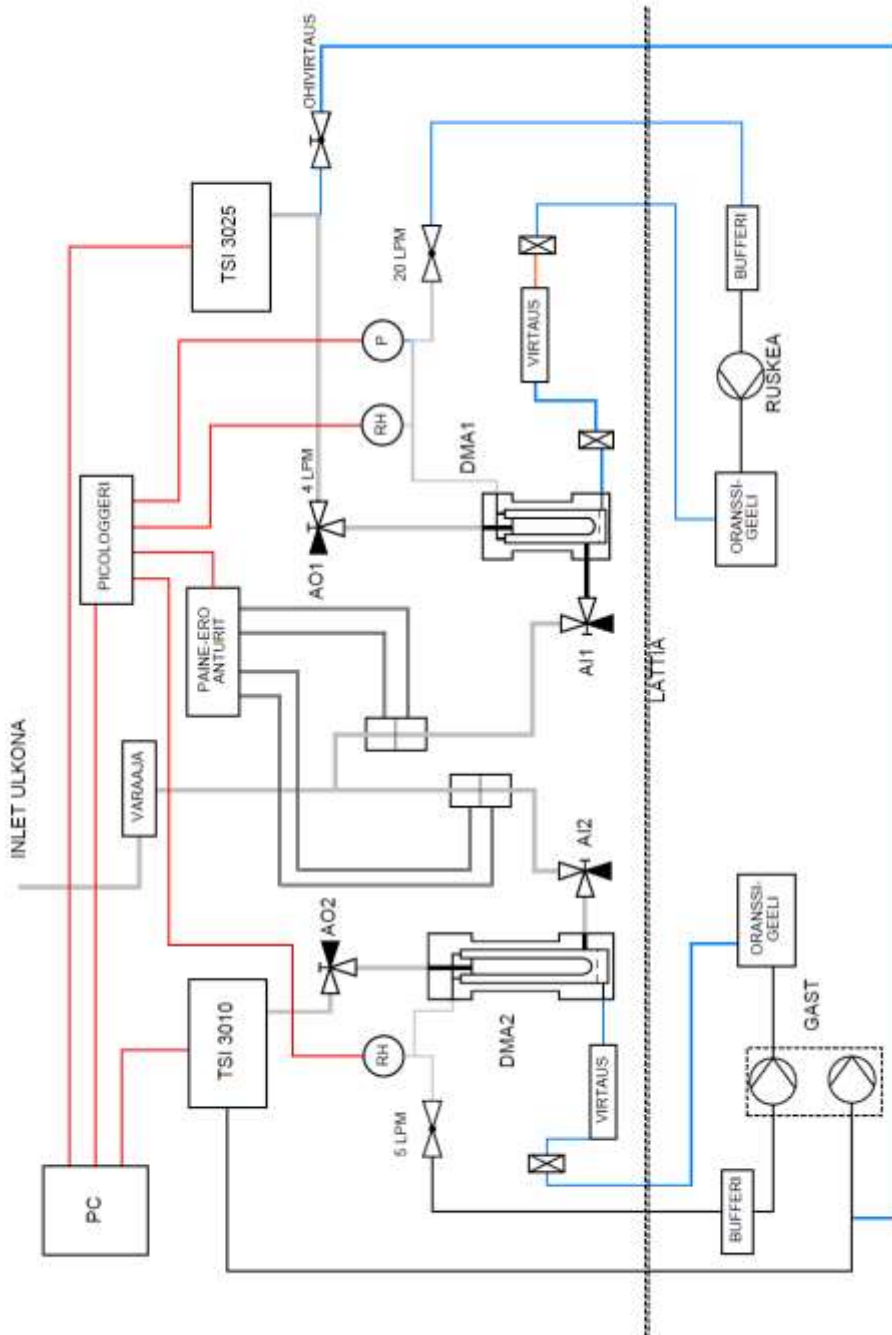 INLET ULKONA
VARAAJA
PC
PICOLOGGERI
TSI 3010
TSI 3025
PAINE-ERO
ANTURIT
OHIVIRTAUS
AO2
AO1
4 LPM
RH
RH
P
5 LPM
20 LPM
DMA2
DMA1
AI2
AI1
VIRTAUS
VIRTAUS
LATTIA
BUFFERI
GAST
ORANSSI-
GEELI
ORANSSI-
GEELI
RUSKEA
BUFFERI